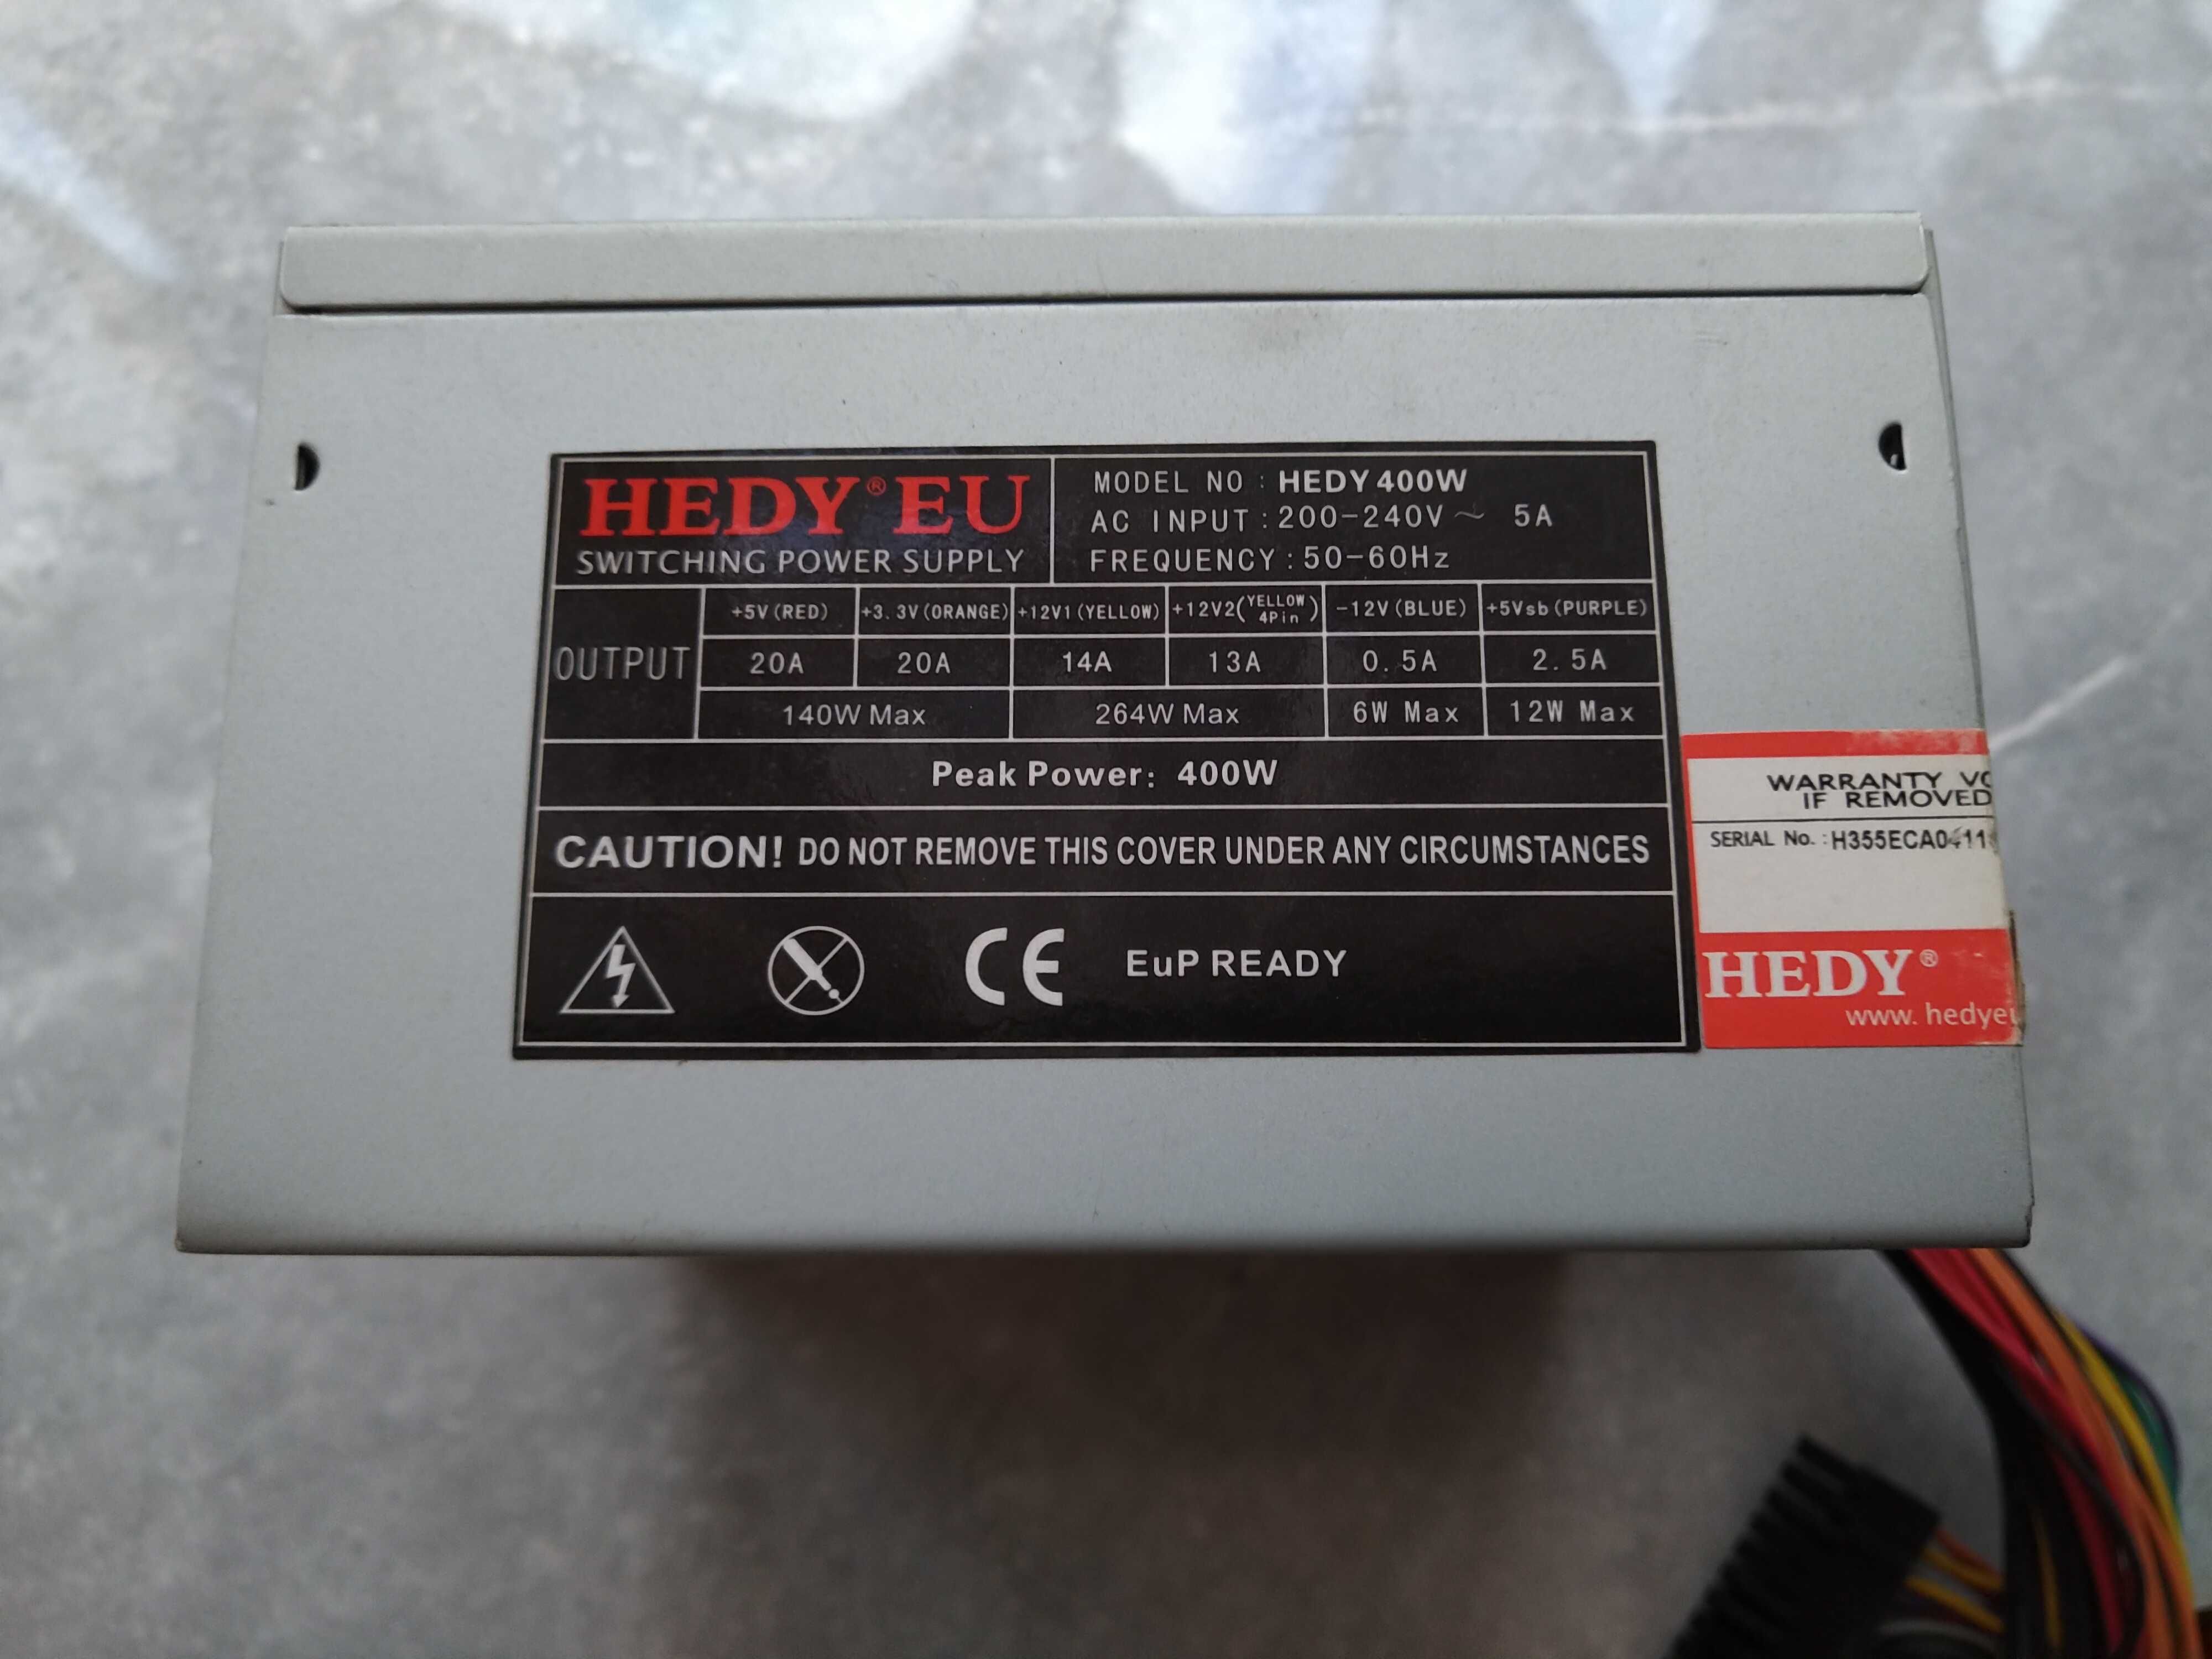 HEDY® EU
SWITCHING POWER SUPPLY
MODEL NO : HEDY 400W
AC INPUT : 200-240V ~ 5A
FREQUENCY : 50-60Hz
OUTPUT
+5V (RED) +3.3V (ORANGE) +12V1 (YELLOW) +12V2 (YELLOW 4Pin) -12V (BLUE) +5Vsb (PURPLE)
20A 20A 14A 13A 0.5A 2.5A
140W Max 264W Max 6W Max 12W Max
Peak Power: 400W
CAUTION! DO NOT REMOVE THIS COVER UNDER ANY CIRCUMSTANCES
CE EuP READY
WARRANTY
IF REMOVED
SERIAL No. :
HEDY®
www.